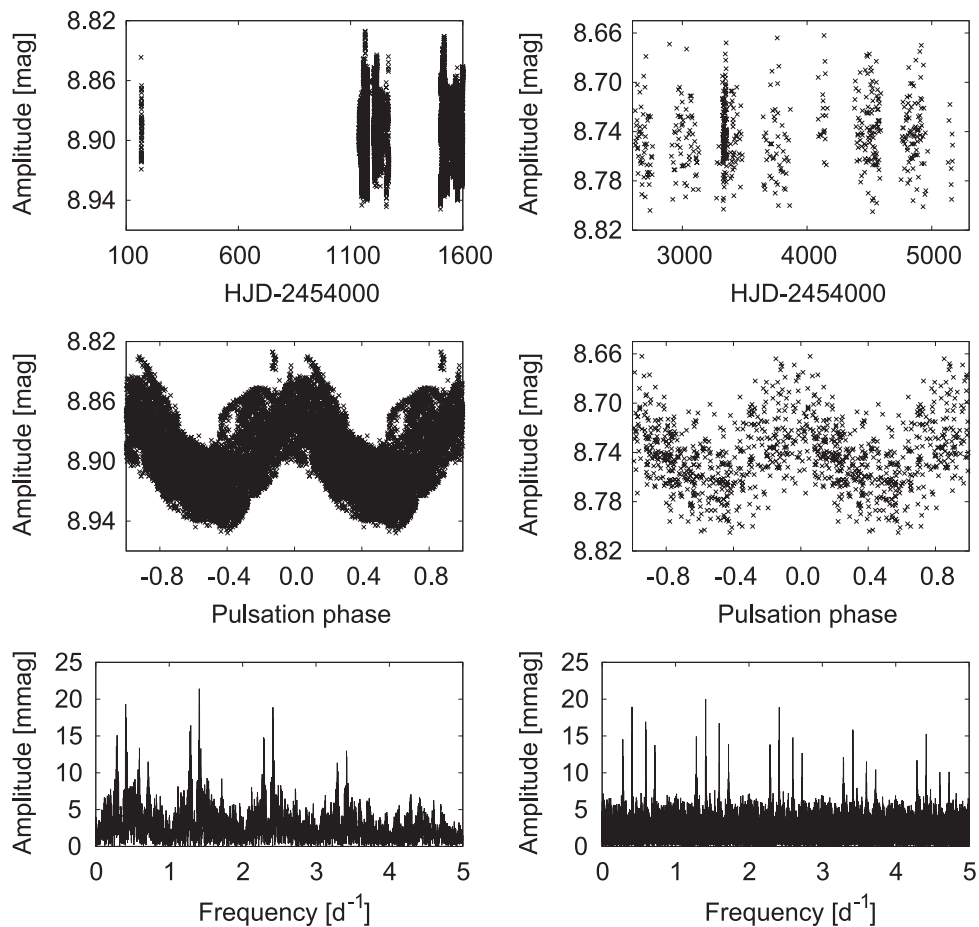 8.82
8.86
8.90
8.94
Amplitude [mag]
100 600 1100 1600
HJD-2454000
8.66
8.70
8.74
8.78
8.82
Amplitude [mag]
3000 4000 5000
HJD-2454000
8.82
8.86
8.90
8.94
Amplitude [mag]
-0.8 -0.4 0.0 0.4 0.8
Pulsation phase
8.66
8.70
8.74
8.78
8.82
Amplitude [mag]
-0.8 -0.4 0.0 0.4 0.8
Pulsation phase
25
20
15
10
5
0
Amplitude [mmag]
0 1 2 3 4 5
Frequency [d⁻¹]
25
20
15
10
5
0
Amplitude [mmag]
0 1 2 3 4 5
Frequency [d⁻¹]